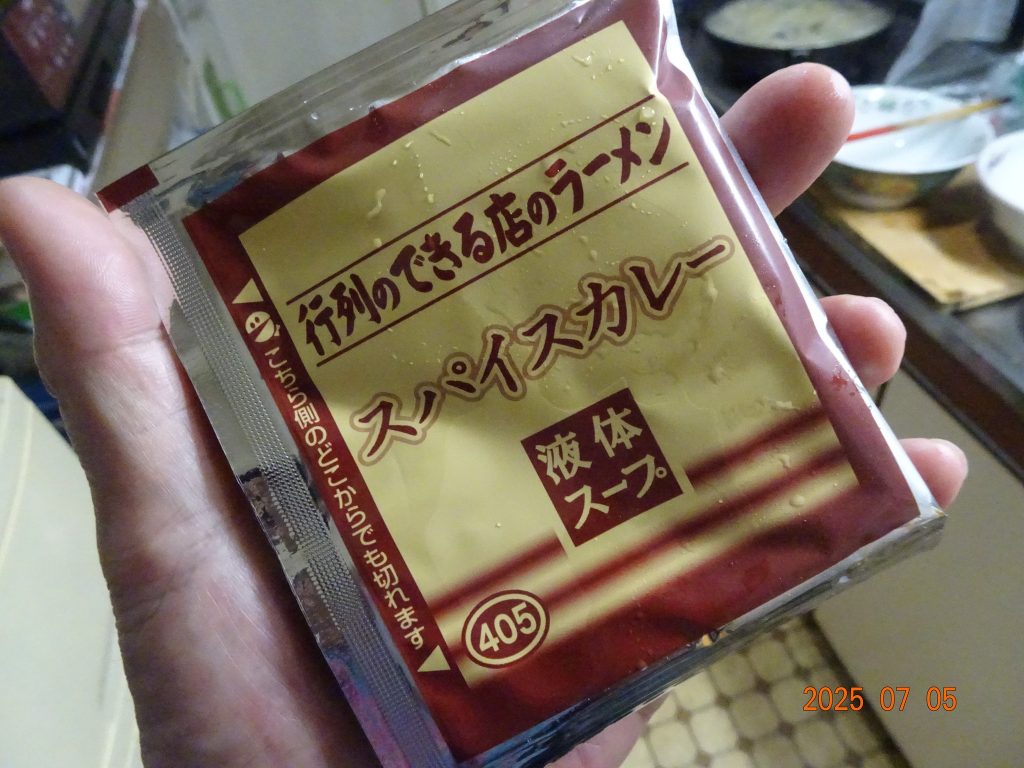 行列のできる店のラーメン
スパイスカレー
液体
スープ
こちら側のどこからでも切れます
405
2025 07 05